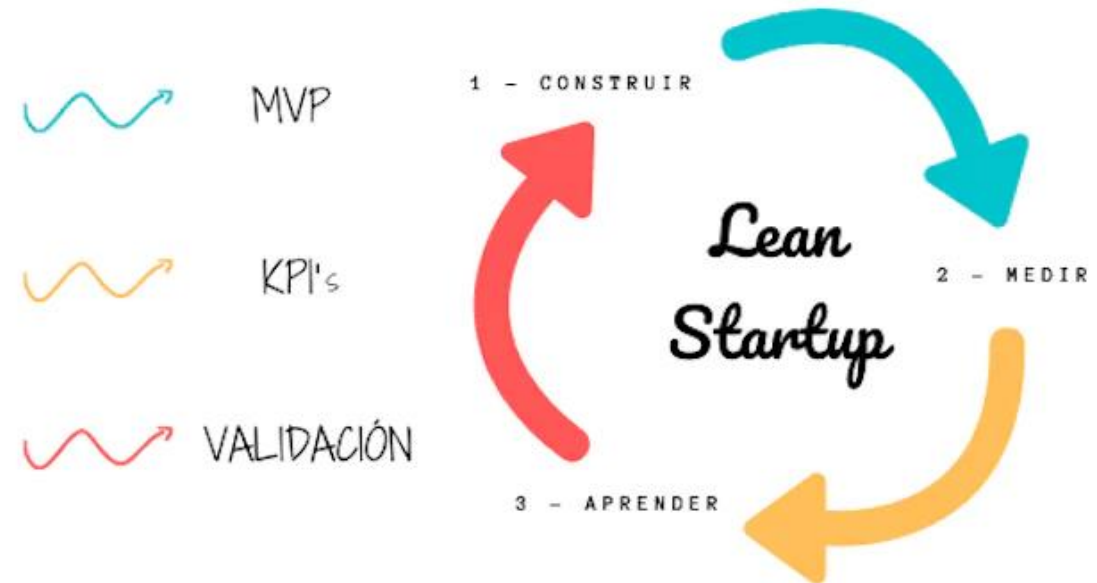 MVP
KPI's
VALIDACIÓN
1 - CONSTRUIR
Lean
Startup
2 - MEDIR
3 - APRENDER